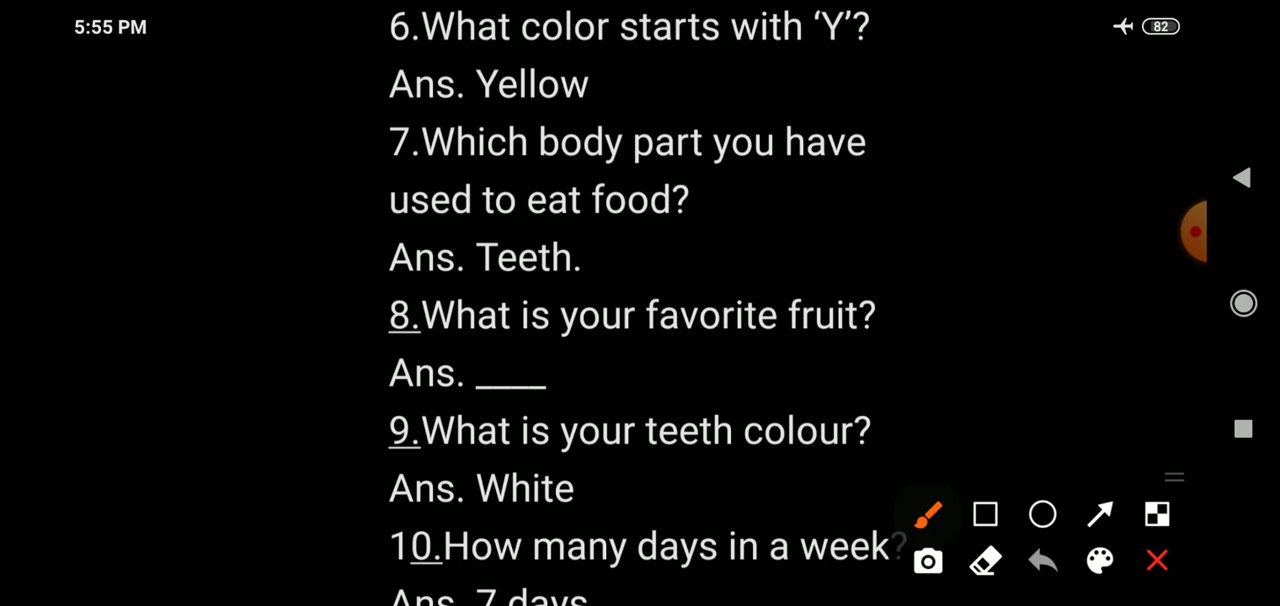 5:55 PM
82
6.What color starts with ‘Y’?
Ans. Yellow
7.Which body part you have
used to eat food?
Ans. Teeth.
8.What is your favorite fruit?
Ans. ____
9.What is your teeth colour?
Ans. White
10.How many days in a week?
Ans. 7 days